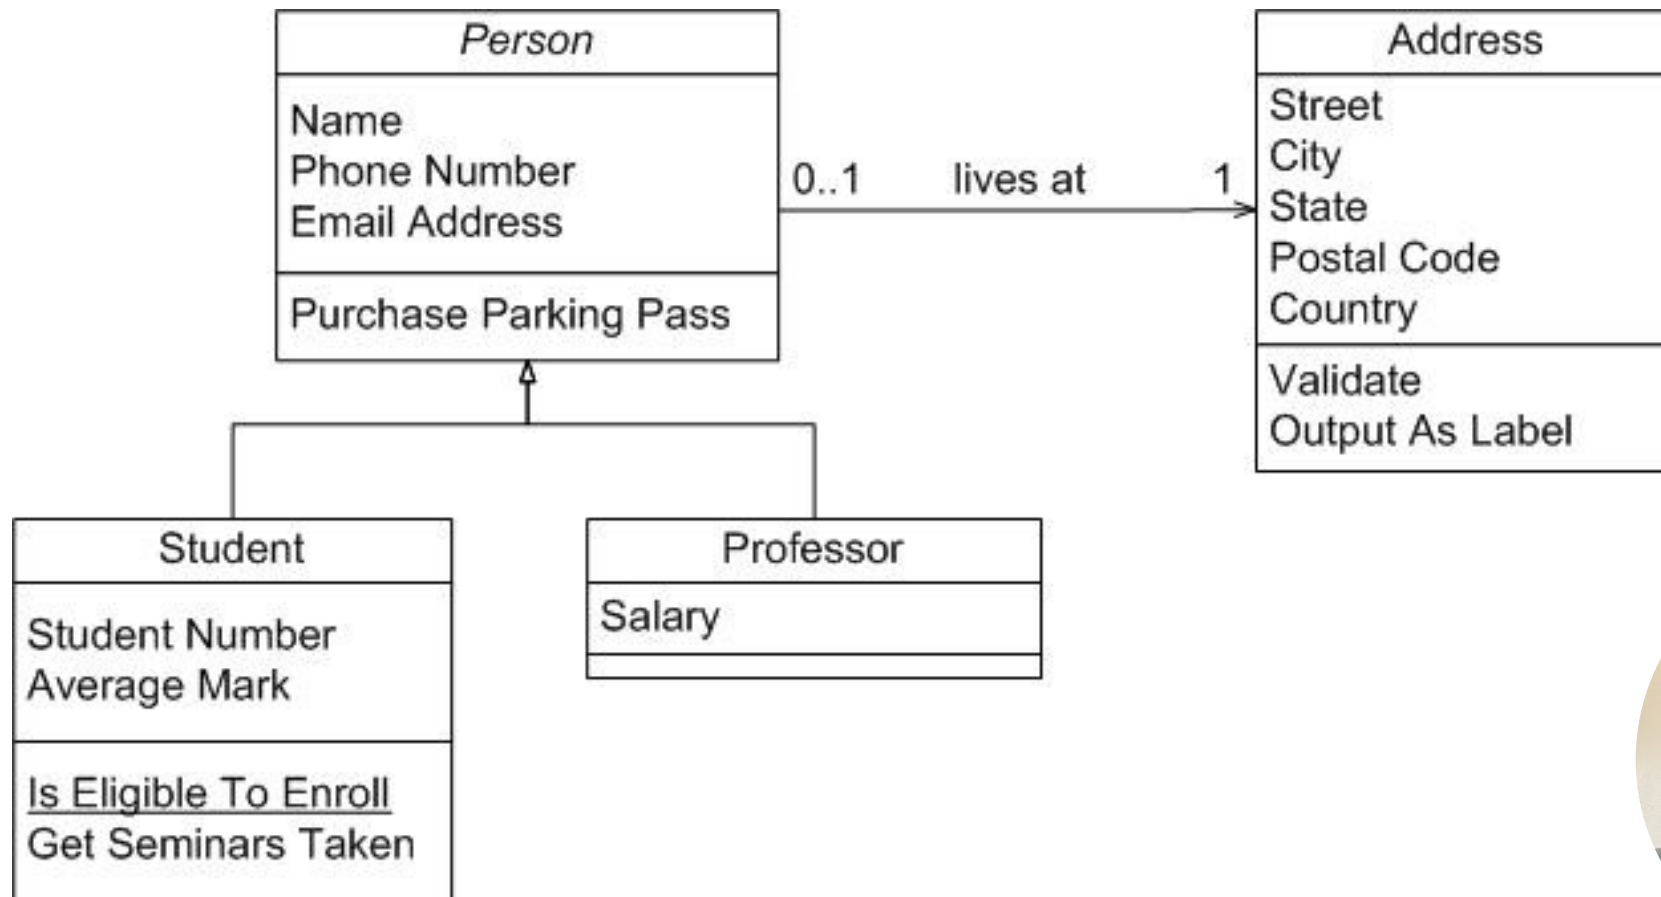 Person
Name
Phone Number
Email Address
Purchase Parking Pass
0..1 lives at 1
Address
Street
City
State
Postal Code
Country
Validate
Output As Label
Student
Student Number
Average Mark
Is Eligible To Enroll
Get Seminars Taken
Professor
Salary